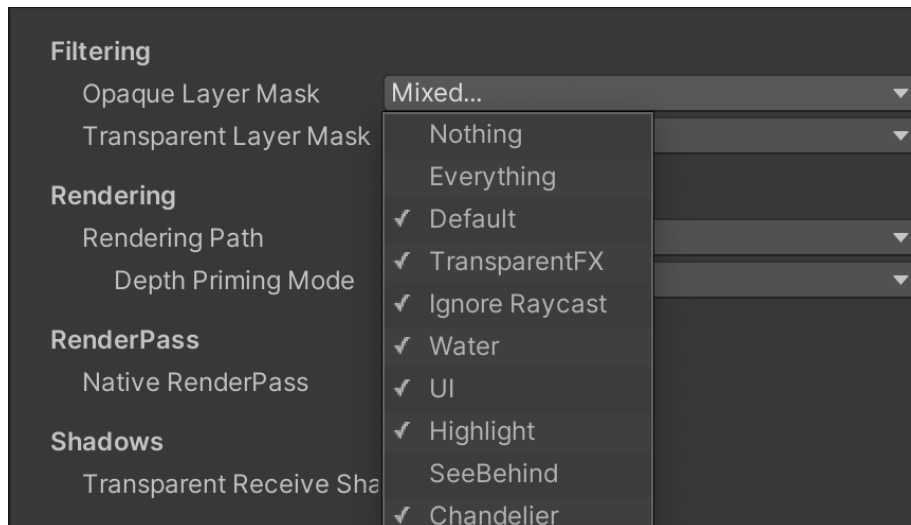 Filtering
Opaque Layer Mask Mixed...
Transparent Layer Mask Nothing
Everything
Rendering
Default
Rendering Path
TransparentFX
Depth Priming Mode
Ignore Raycast
RenderPass
Water
Native RenderPass
UI
Highlight
Shadows
SeeBehind
Transparent Receive Sha
Chandelier